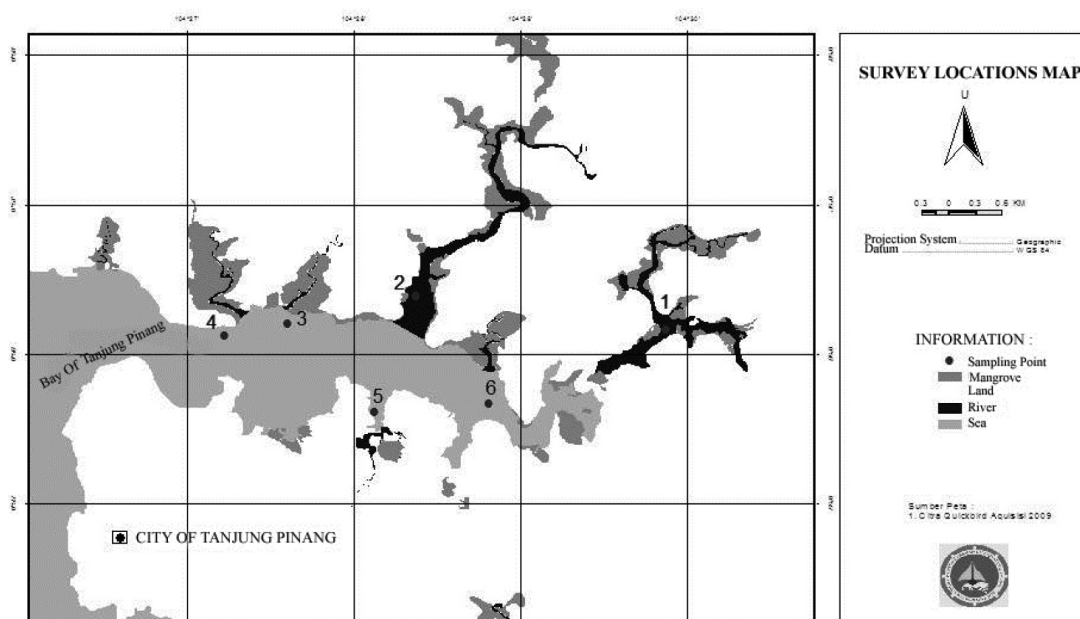 SURVEY LOCATIONS MAP
U
0.3 0 0.3 0.6 KM
Projection System Geographic
Datum WGS 84
INFORMATION :
Sampling Point
Mangrove
Land
River
Sea
Sumber Peta :
1. Citra Quickbird Aquisisi 2009
Bay Of Tanjung Pinang
4
3
2
1
5
6
CITY OF TANJUNG PINANG